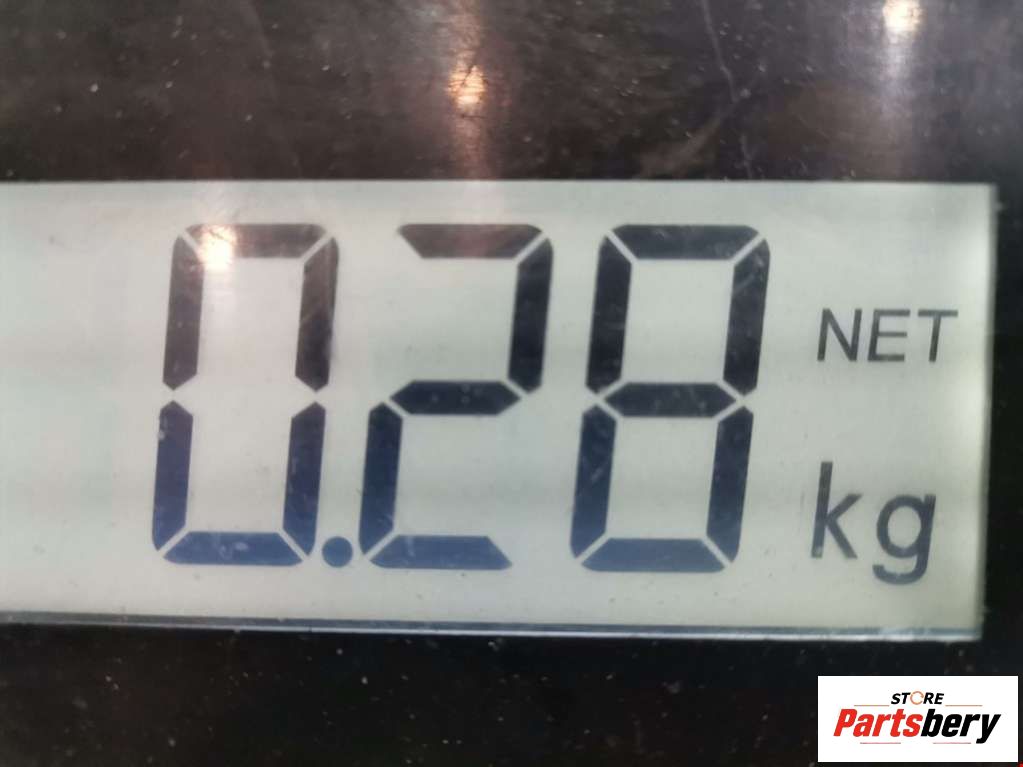 0.28 NET
kg
STORE
Partsbery